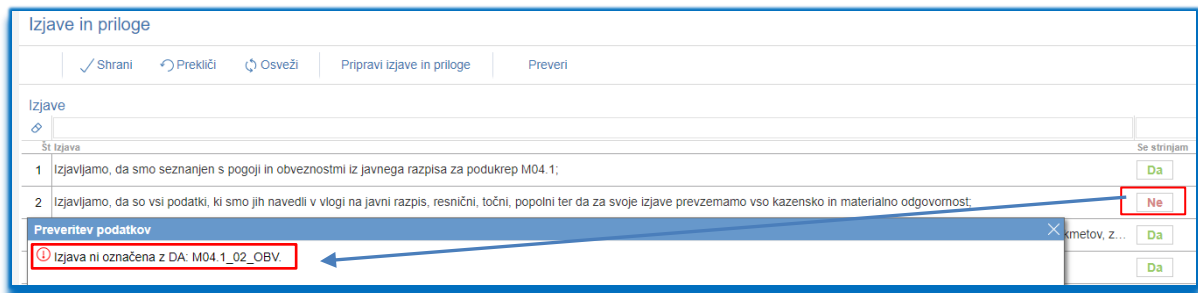 Izjave in priloge
Shrani Prekliči Osveži Pripravi izjave in priloge Preveri
Izjave
Št Izjava Se strinjam
1 Izjavljamo, da smo seznanjen s pogoji in obveznostmi iz javnega razpisa za podukrep M04.1; Da
2 Izjavljamo, da so vsi podatki, ki smo jih navedli v vlogi na javni razpis, resnični, točni, popolni ter da za svoje izjave prevzemamo vso kazensko in materialno odgovornost; Ne
Preveritev podatkov
kmetov, z... Da
Izjava ni označena z DA: M04.1_02_OBV.
Da